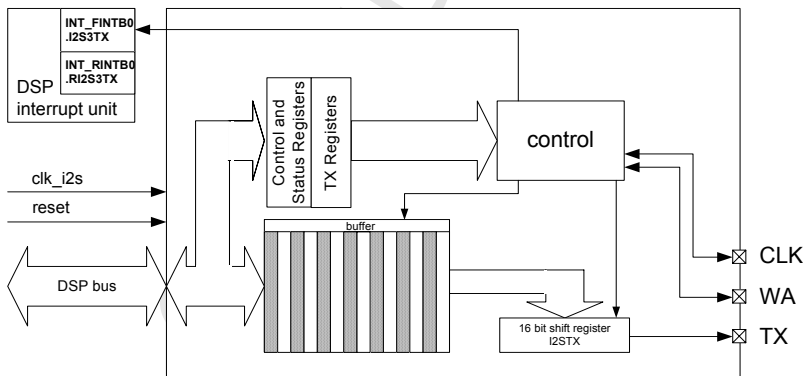 INT_FINTB0
.I2S3TX
INT_RINTB0
.RI2S3TX
DSP
interrupt unit
Control and
Status Registers
TX Registers
control
clk_i2s
reset
buffer
DSP bus
16 bit shift register
I2STX
CLK
WA
TX